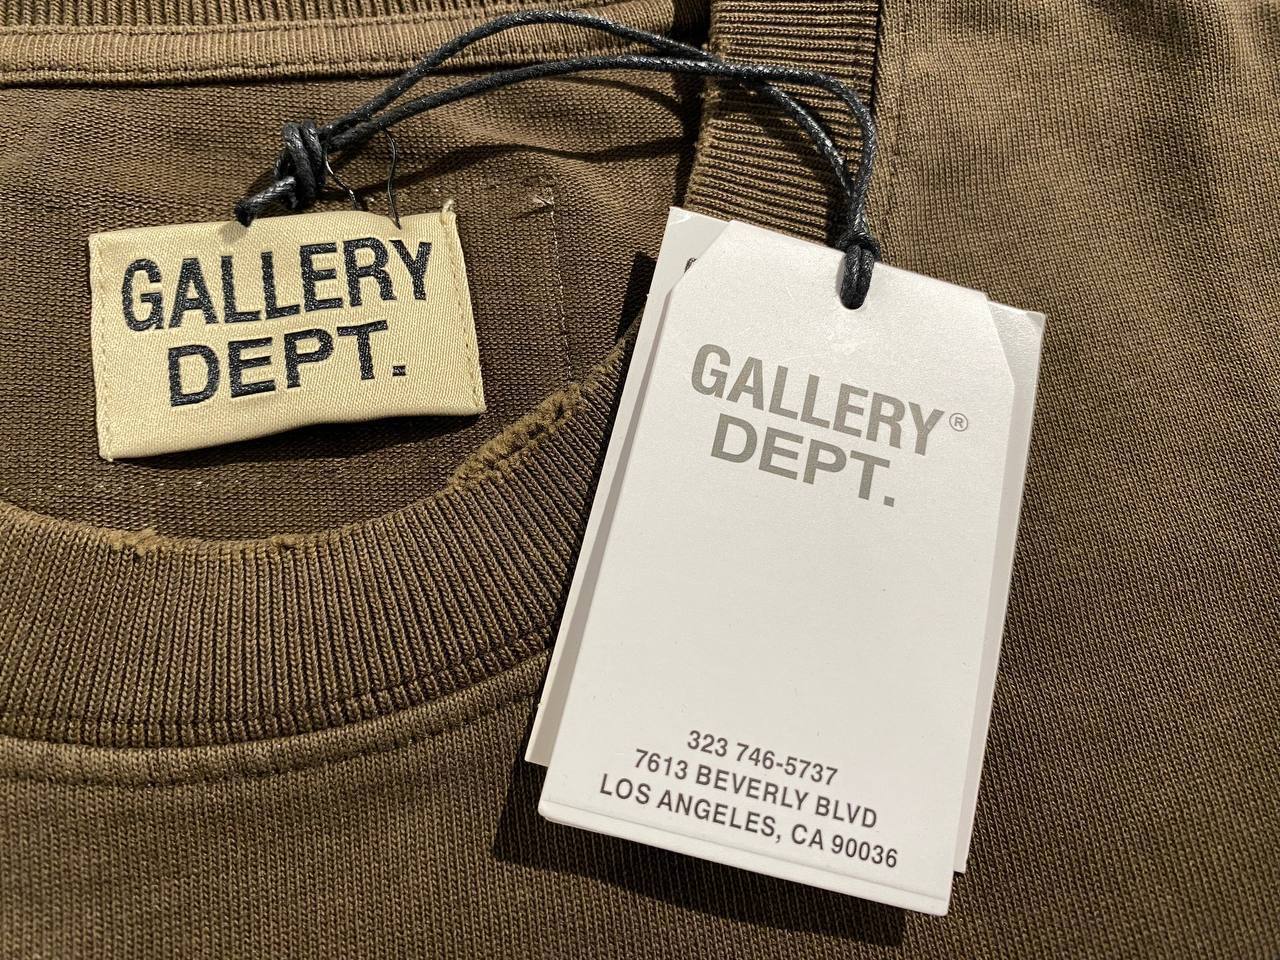 GALLERY
DEPT.
GALLERY®
DEPT.
323 746-5737
7613 BEVERLY BLVD
LOS ANGELES, CA 90036